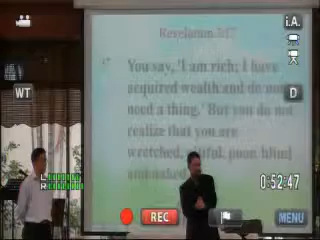 i.A.
Revelation 3:17
You say, 'I am rich; I have
acquired wealth and do not
need a thing.' But you do not
realize that you are
wretched, pitiful, poor, blind
WT
D
0:52:47
REC
MENU